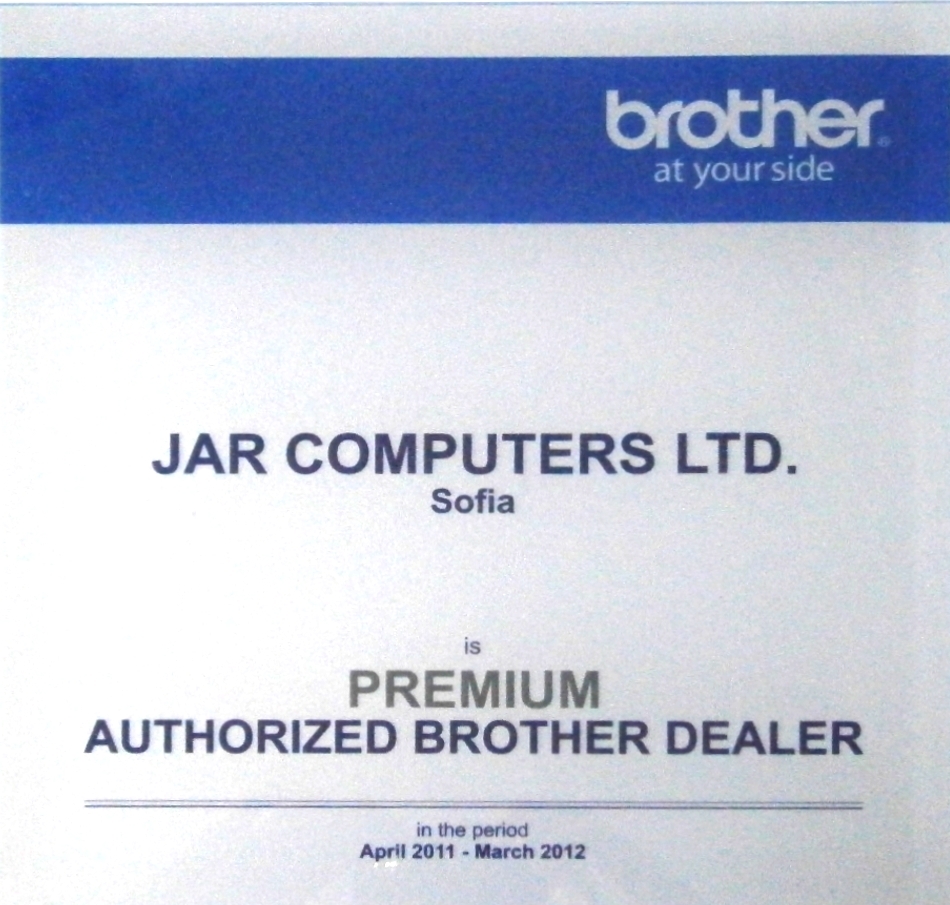 brother
at your side
JAR COMPUTERS LTD.
Sofia
is
PREMIUM
AUTHORIZED BROTHER DEALER
in the period
April 2011 - March 2012